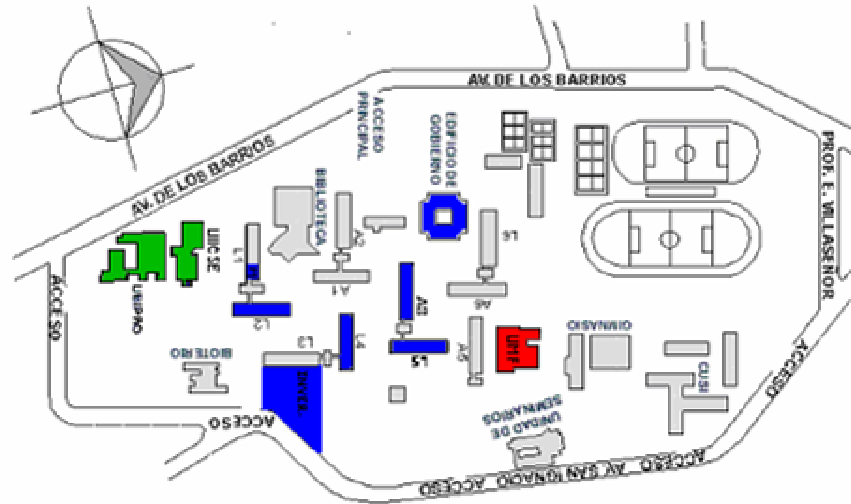 AV. DE LOS BARRIOS
ACCESO
PRINCIPAL
EDIFICIO DE
GOBIERNO
PROF. E. VILLASEÑOR
AV. DE LOS BARRIOS
BIBLIOTECA
UIICSE
UBIPRO
L1
A2
A1
L6
A3
A6
L2
ACCESO
L4
L3
L5
A5
UMF
GIMNASIO
BIOTERIO
CUSI
ACCESO
INVER.
ACCESO
UNIDAD DE
SEMINARIOS
ACCESO AV. SAN IGNACIO ACCESO